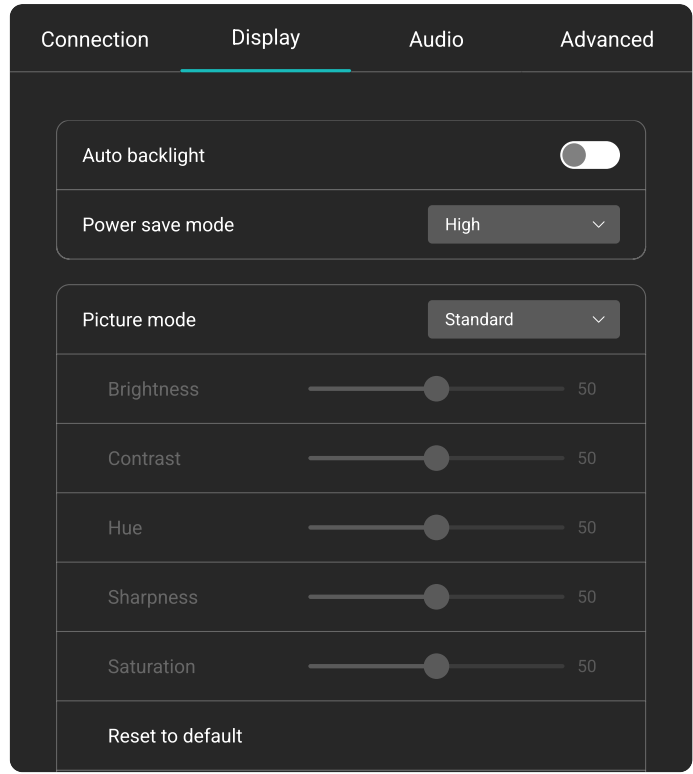 Connection Display Audio Advanced
Auto backlight
Power save mode High
Picture mode Standard
Brightness 50
Contrast 50
Hue 50
Sharpness 50
Saturation 50
Reset to default